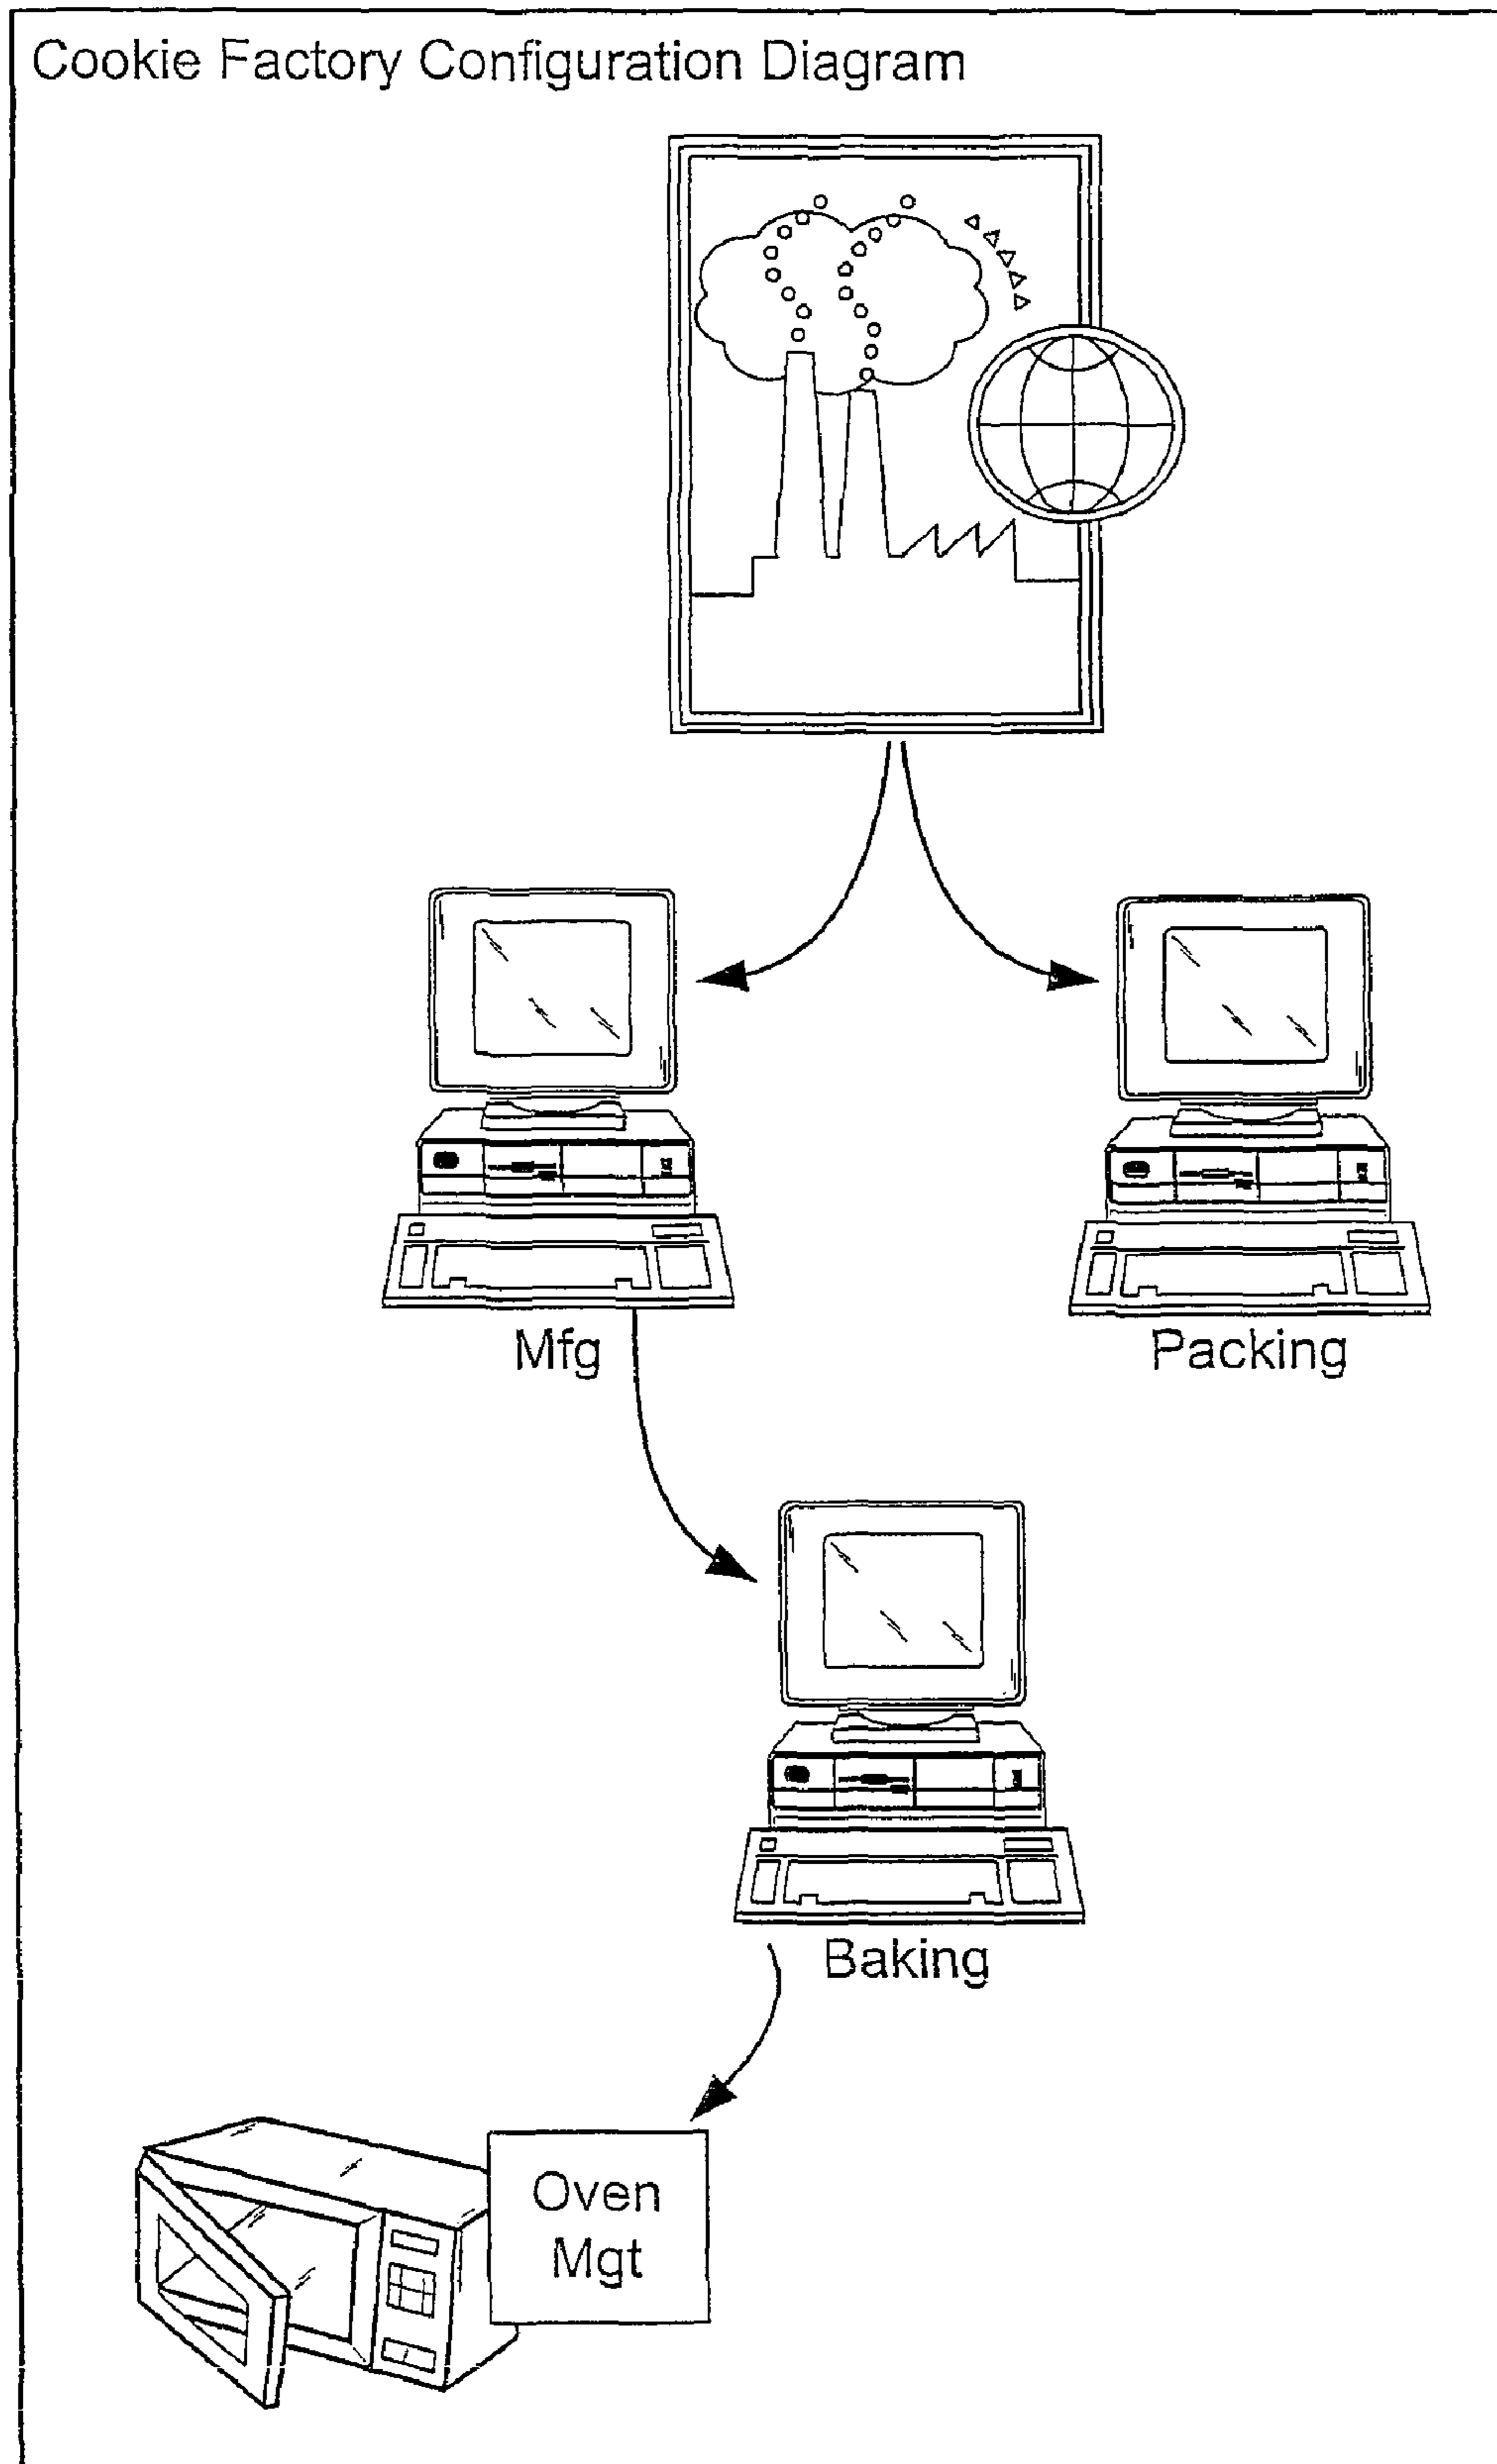 Cookie Factory Configuration Diagram
Mfg
Packing
Baking
Oven
Mgt